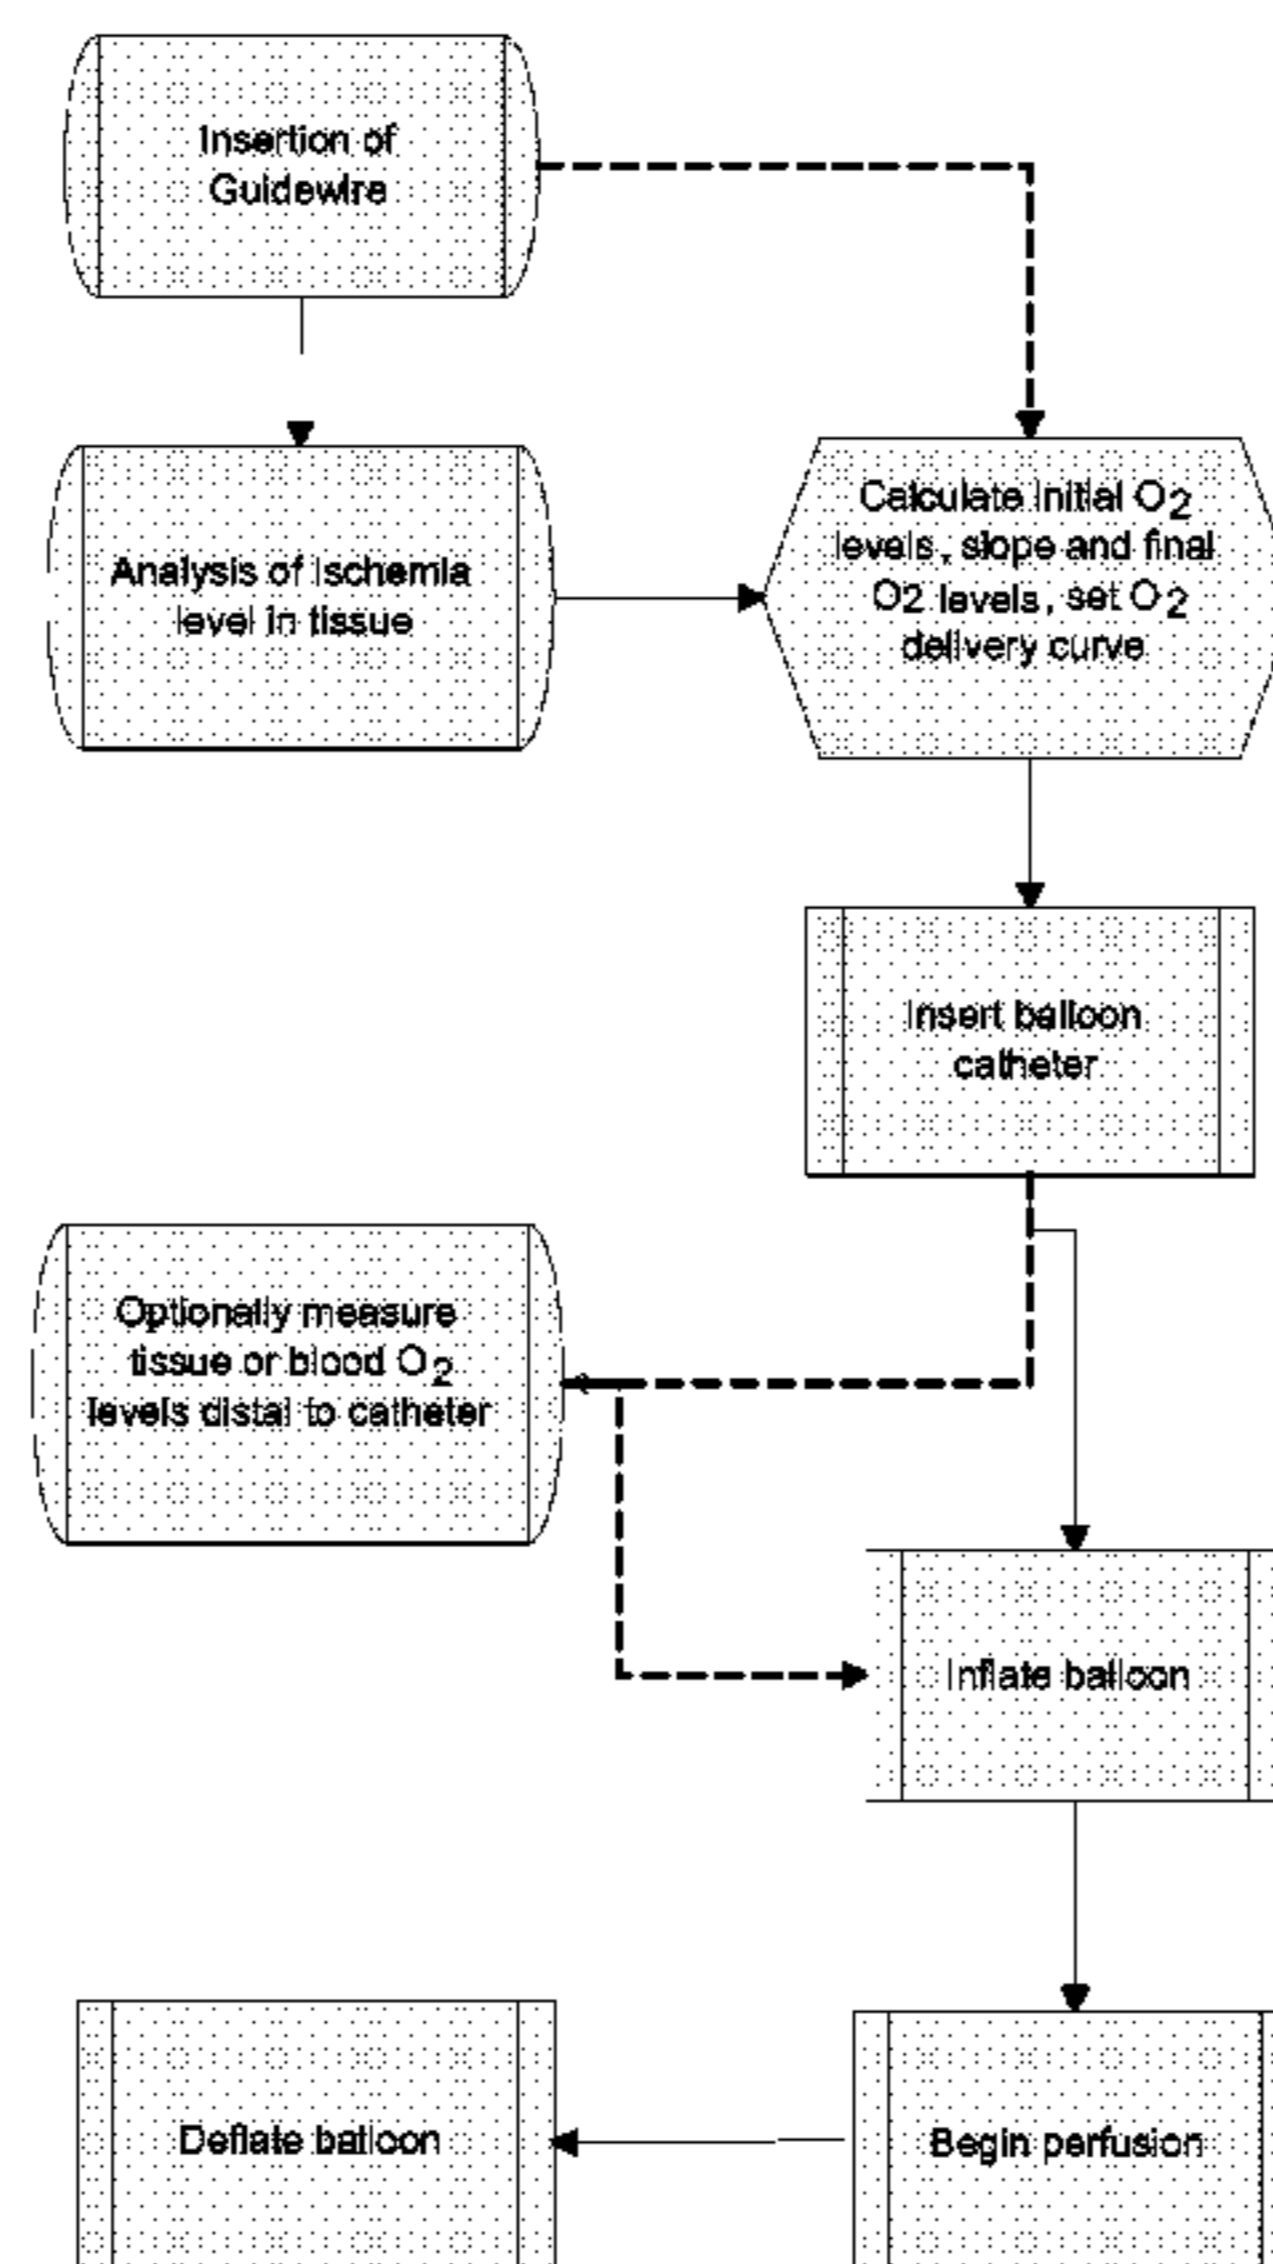 Insertion of
Guidewire
Analysis of Ischemia
level in tissue
Calculate Initial O2
levels, slope and final
O2 levels, set O2
delivery curve
Insert balloon
catheter
Optionally measure
tissue or blood O2
levels distal to catheter
Inflate balloon
Deflate balloon
Begin perfusion